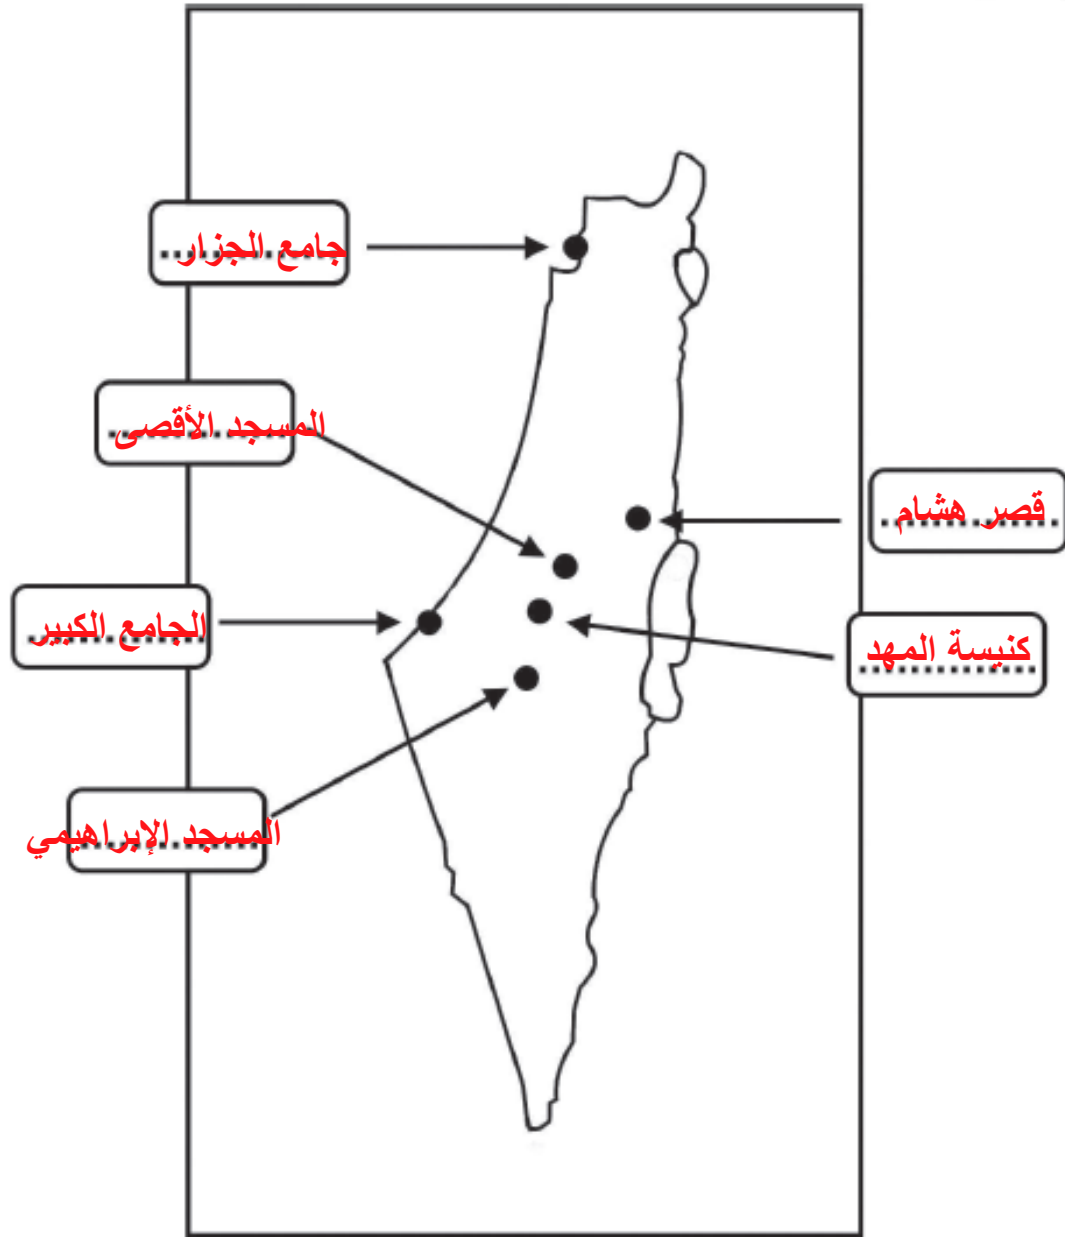 جامع الجزار
المسجد الأقصى
قصر هشام
الجامع الكبير
كنيسة المهد
المسجد الإبراهيمي